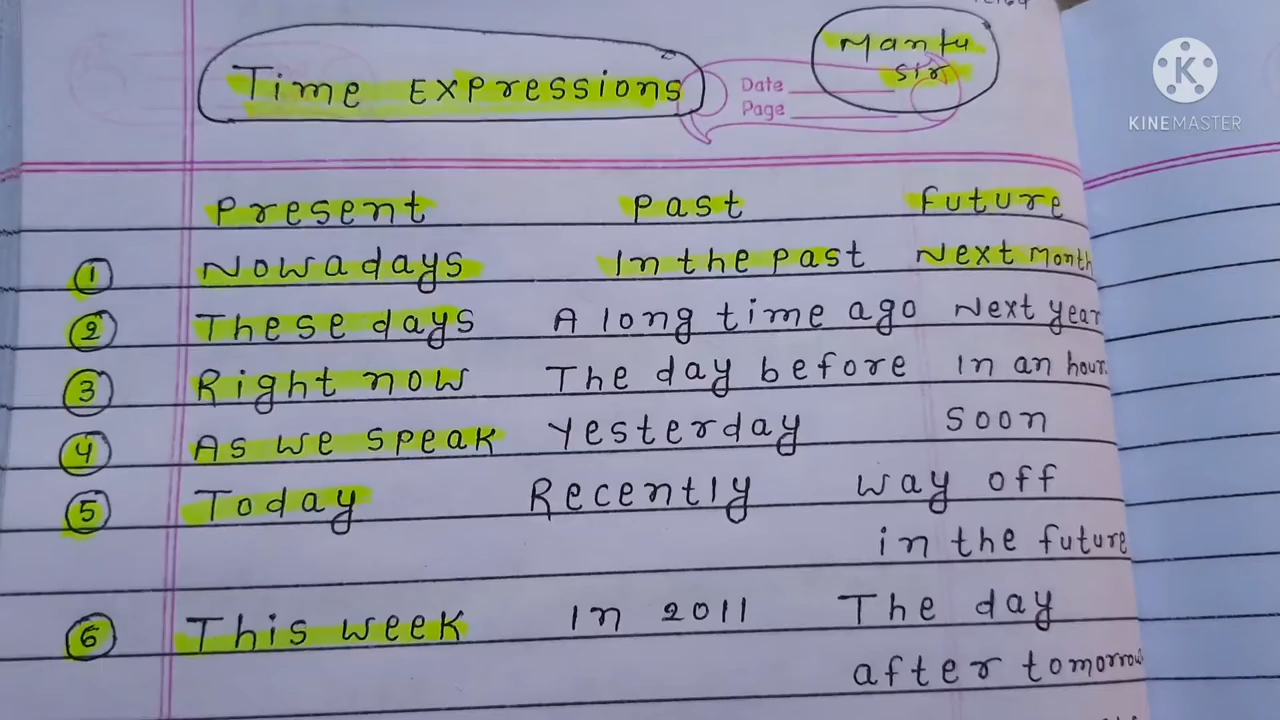 Time Expressions
Mantu
sir
Date
Page
KINEMASTER
Present Past Future
1 Nowadays In the past Next Month
2 These days A long time ago Next year
3 Right now The day before In an hour
4 As we speak Yesterday Soon
5 Today Recently way off
in the future
6 This week In 2011 The day
after tomorrow